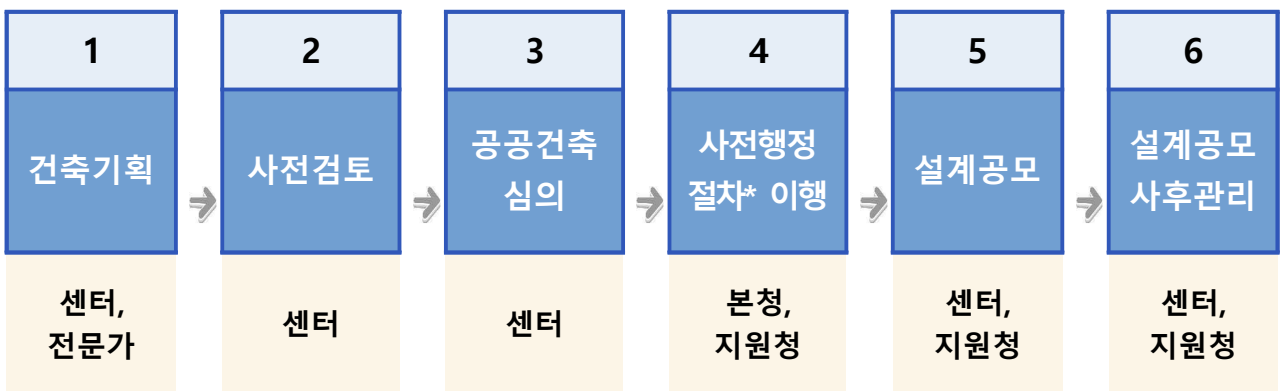 1
건축기획
센터,
전문가
2
사전검토
센터
3
공공건축
심의
센터
4
사전행정
절차* 이행
본청,
지원청
5
설계공모
센터,
지원청
6
설계공모
사후관리
센터,
지원청